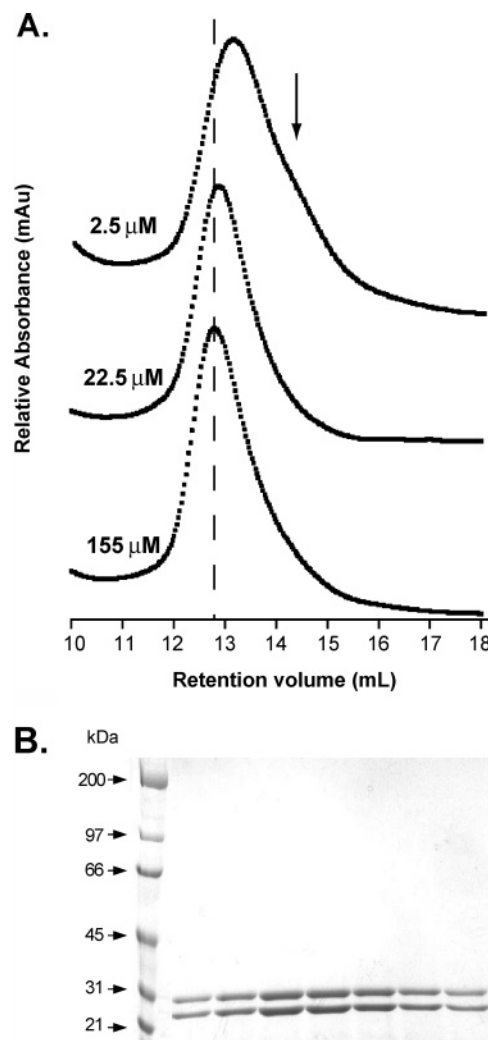 A.
Relative Absorbance (mAu)
2.5 μM
22.5 μM
155 μM
10 11 12 13 14 15 16 17 18
Retention volume (mL)
B.
kDa
200
97
66
45
31
21